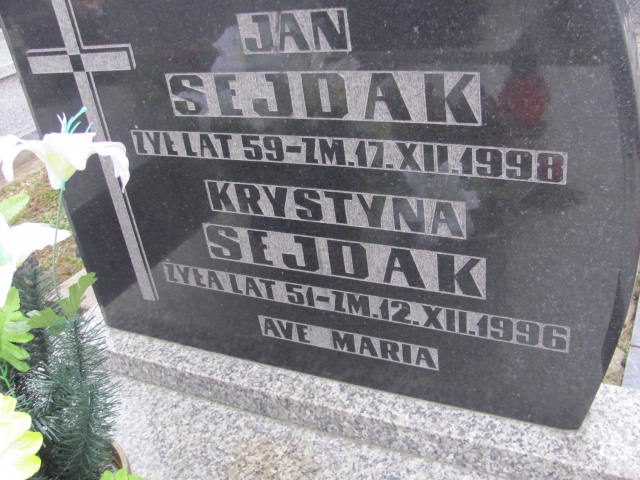 JAN
SEJDAK
ŻYŁ LAT 59-ZM.17.XII.1998
KRYSTYNA
SEJDAK
ŻYŁA LAT 51-ZM.12.XII.1996
AVE MARIA